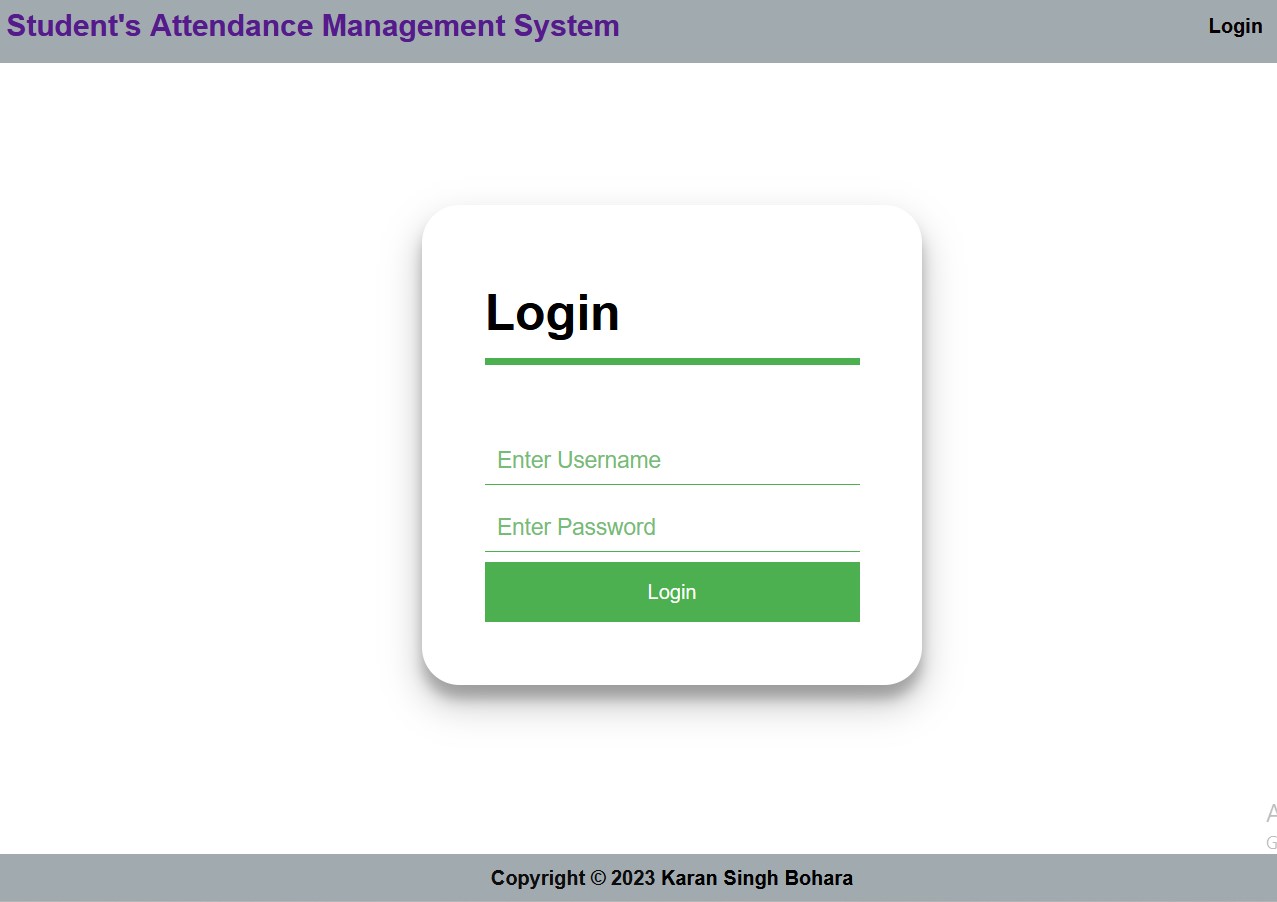 Student's Attendance Management System
Login
Login
Enter Username
Enter Password
Login
Copyright © 2023 Karan Singh Bohara